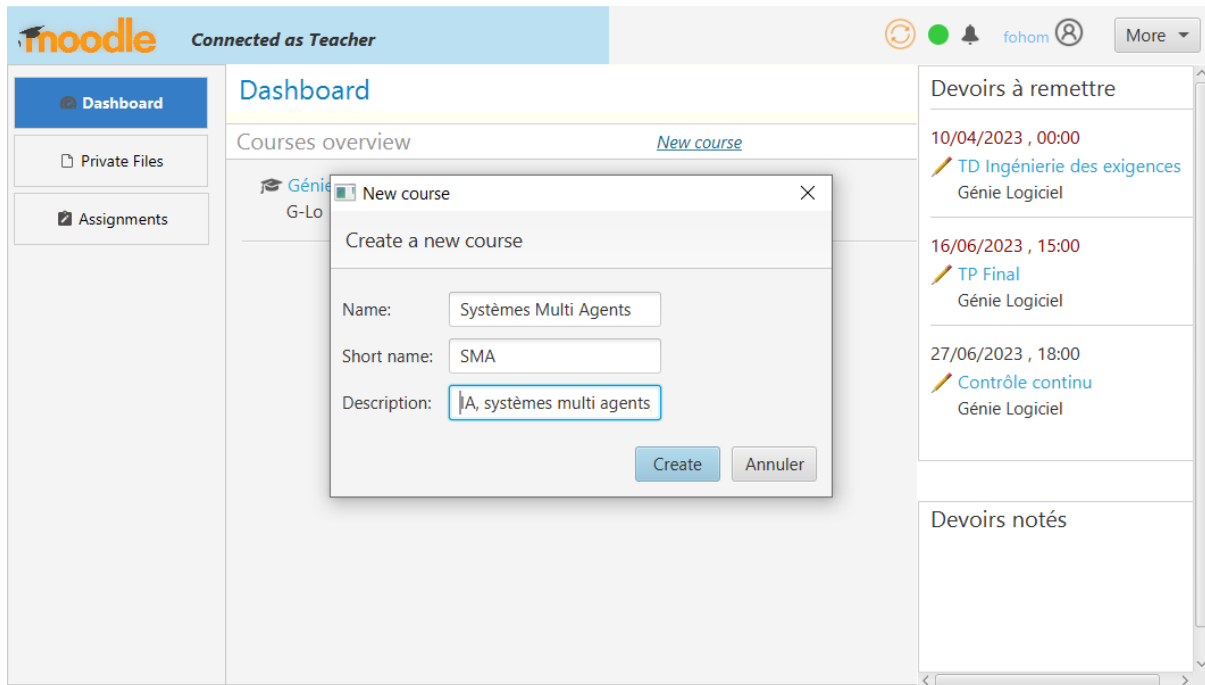 moodle Connected as Teacher fohom More
Dashboard
Private Files
Assignments
Dashboard
Courses overview New course
Génie
G-Lo
New course
Create a new course
Name: Systèmes Multi Agents
Short name: SMA
Description: IA, systèmes multi agents
Create Annuler
Devoirs à remettre
10/04/2023 , 00:00
TD Ingénierie des exigences
Génie Logiciel
16/06/2023 , 15:00
TP Final
Génie Logiciel
27/06/2023 , 18:00
Contrôle continu
Génie Logiciel
Devoirs notés